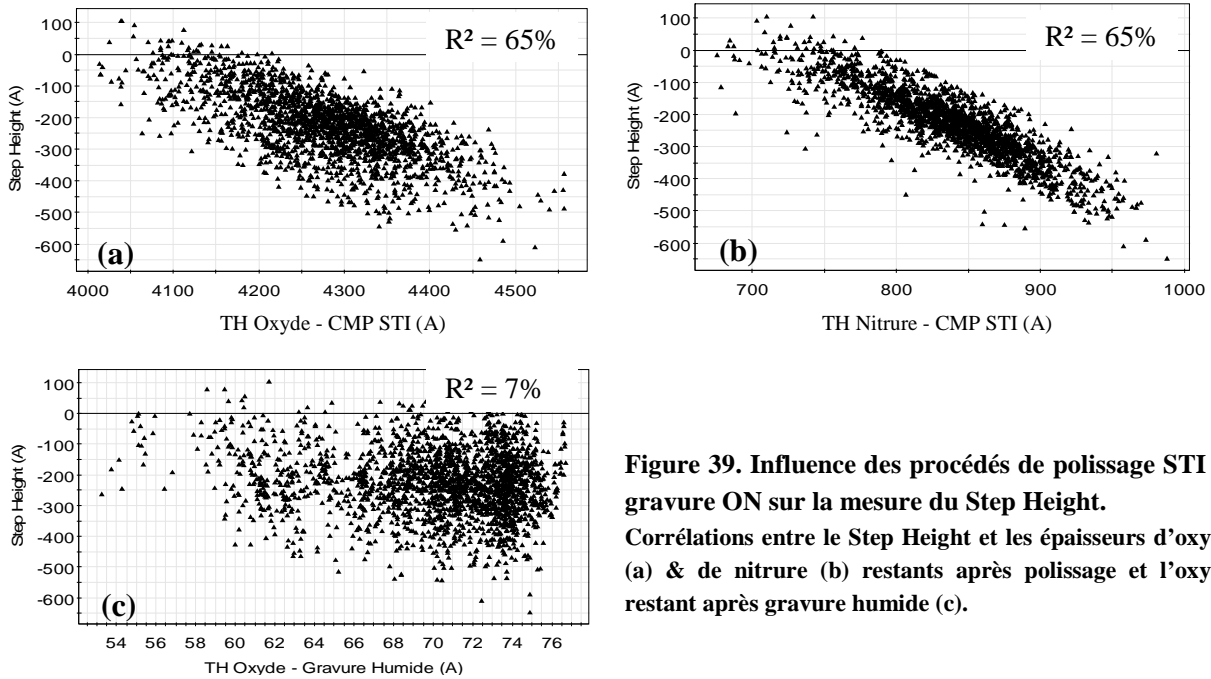 100
0
-100
-200
-300
-400
-500
-600
Step Height (A)
R² = 65%
(a)
4000 4100 4200 4300 4400 4500
TH Oxyde - CMP STI (A)
100
0
-100
-200
-300
-400
-500
-600
Step Height (A)
R² = 65%
(b)
700 800 900 1000
TH Nitrure - CMP STI (A)
100
0
-100
-200
-300
-400
-500
-600
Step Height (A)
R² = 7%
(c)
54 56 58 60 62 64 66 68 70 72 74 76
TH Oxyde - Gravure Humide (A)
Figure 39. Influence des procédés de polissage STI
gravure ON sur la mesure du Step Height.
Corrélations entre le Step Height et les épaisseurs d’oxy
(a) & de nitrure (b) restants après polissage et l’oxy
restant après gravure humide (c).